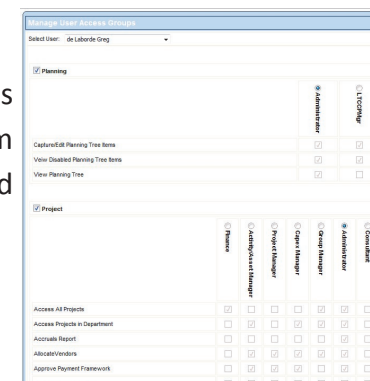 Manage User Access Groups
Select User: de Laborde Greg
s
m
d
Planning
Administrator
LTCCPMgr
Capture/Edit Planning Tree Items
Veiw Disabled Planning Tree Items
View Planning Tree
Project
Finance
Activity/Asset Manager
Project Manager
Capex Manager
Group Manager
Administrator
Consultant
Access All Projects
Access Projects in Department
Accruals Report
AllocateVendors
Approve Payment Framework